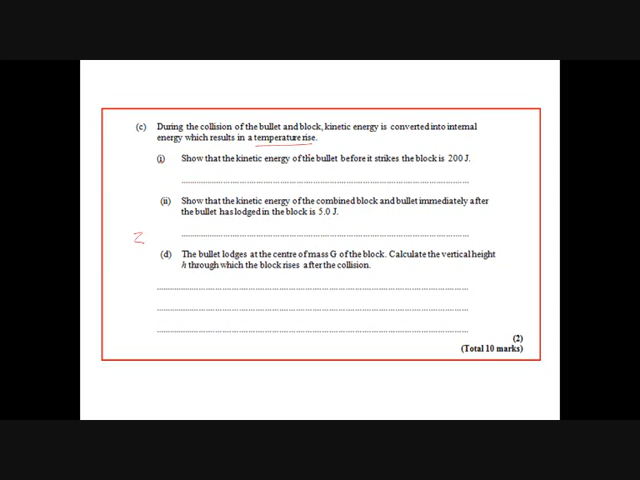 (c) During the collision of the bullet and block, kinetic energy is converted into internal
energy which results in a temperature rise.
(i) Show that the kinetic energy of the bullet before it strikes the block is 200 J.
(ii) Show that the kinetic energy of the combined block and bullet immediately after
the bullet has lodged in the block is 5.0 J.
2
(d) The bullet lodges at the centre of mass G of the block. Calculate the vertical height
h through which the block rises after the collision.
(2)
(Total 10 marks)